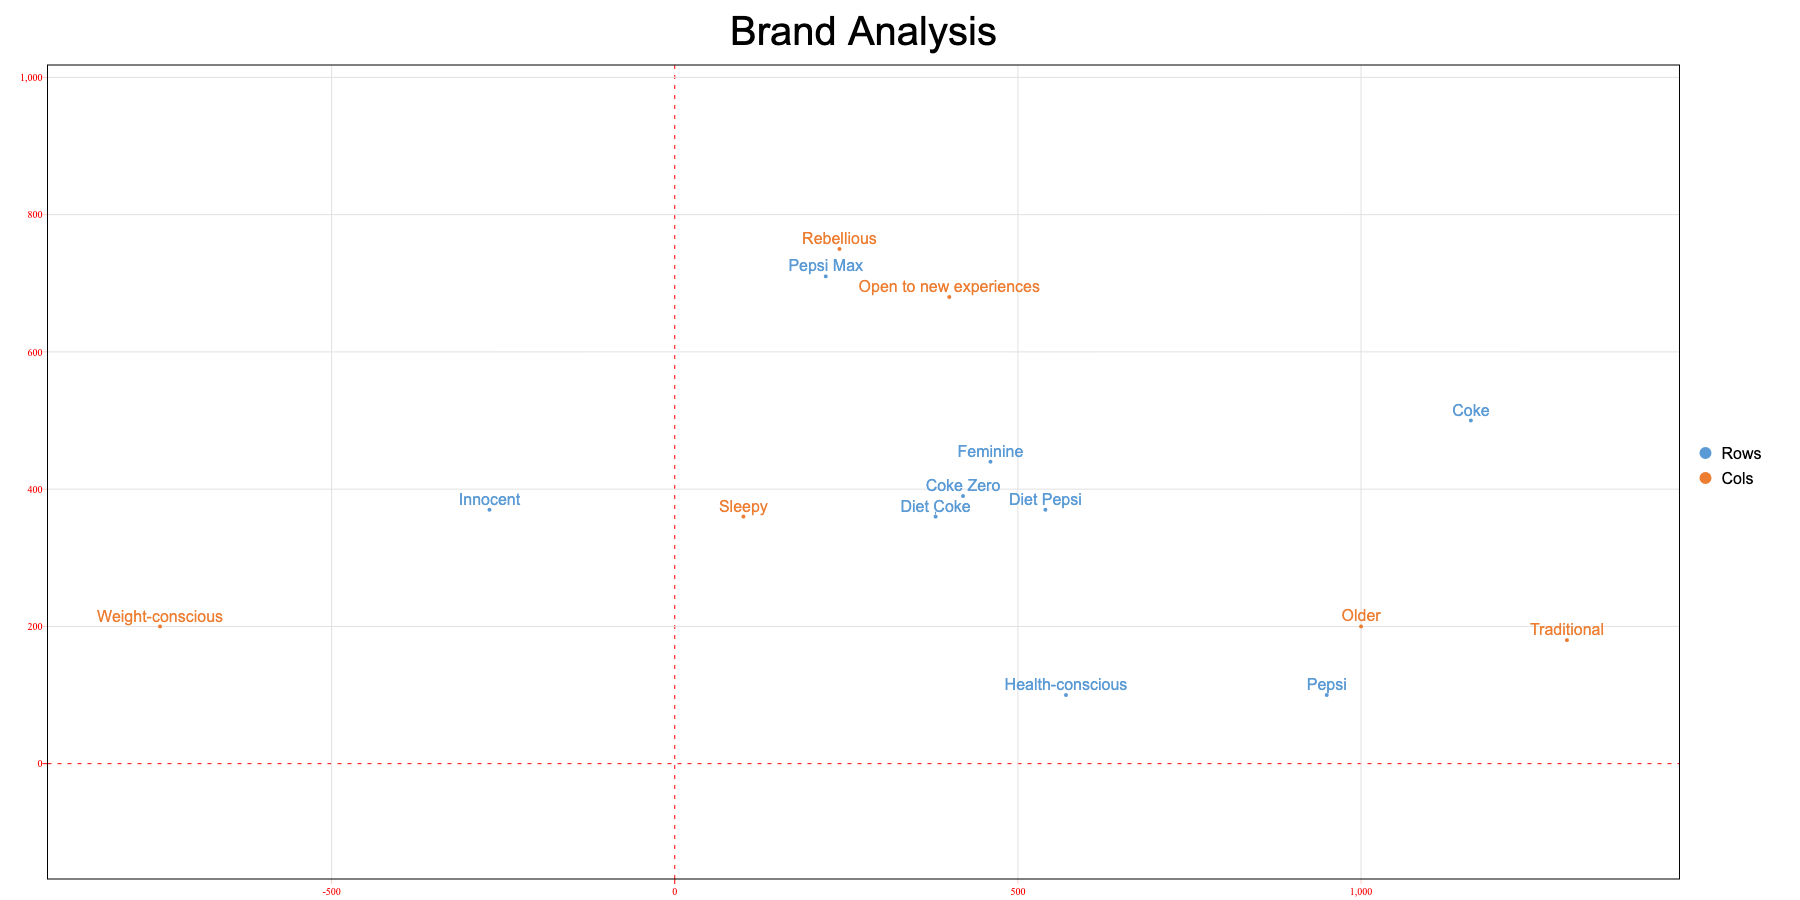 Brand Analysis
1,000
800
Rebellious
Pepsi Max
Open to new experiences
600
Coke
Feminine
Rows
Coke Zero
Cols
400
Innocent
Sleepy
Diet Coke
Diet Pepsi
Weight-conscious
Older
200
Traditional
Health-conscious
Pepsi
0
-500
0
500
1,000